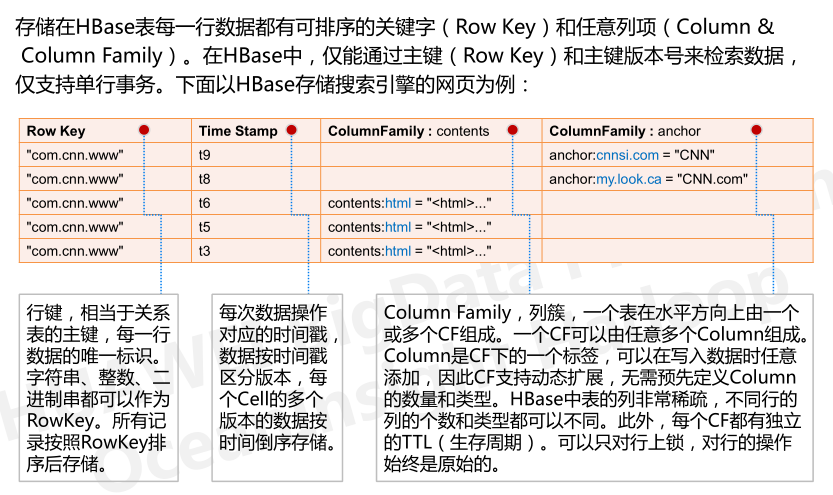 存储在HBase表每一行数据都有可排序的关键字（Row Key）和任意列项（Column &
Column Family）。在HBase中，仅能通过主键（Row Key）和主键版本号来检索数据，
仅支持单行事务。下面以HBase存储搜索引擎的网页为例：
Row Key Time Stamp ColumnFamily : contents ColumnFamily : anchor
"com.cnn.www" t9 anchor:cnnsi.com = "CNN"
"com.cnn.www" t8 anchor:my.look.ca = "CNN.com"
"com.cnn.www" t6 contents:html = "<html>..."
"com.cnn.www" t5 contents:html = "<html>..."
"com.cnn.www" t3 contents:html = "<html>..."
行键，相当于关系
表的主键，每一行
数据的唯一标识。
字符串、整数、二
进制串都可以作为
RowKey。所有记
录按照RowKey排
序后存储。
每次数据操作
对应的时间戳，
数据按时间戳
区分版本，每
个Cell的多个
版本的数据按
时间倒序存储。
Column Family，列簇，一个表在水平方向上由一个
或多个CF组成。一个CF可以由任意多个Column组成。
Column是CF下的一个标签，可以在写入数据时任意
添加，因此CF支持动态扩展，无需预先定义Column
的数量和类型。HBase中表的列非常稀疏，不同行的
列的个数和类型都可以不同。此外，每个CF都有独立
的TTL（生存周期）。可以只对行上锁，对行的操作
始终是原始的。